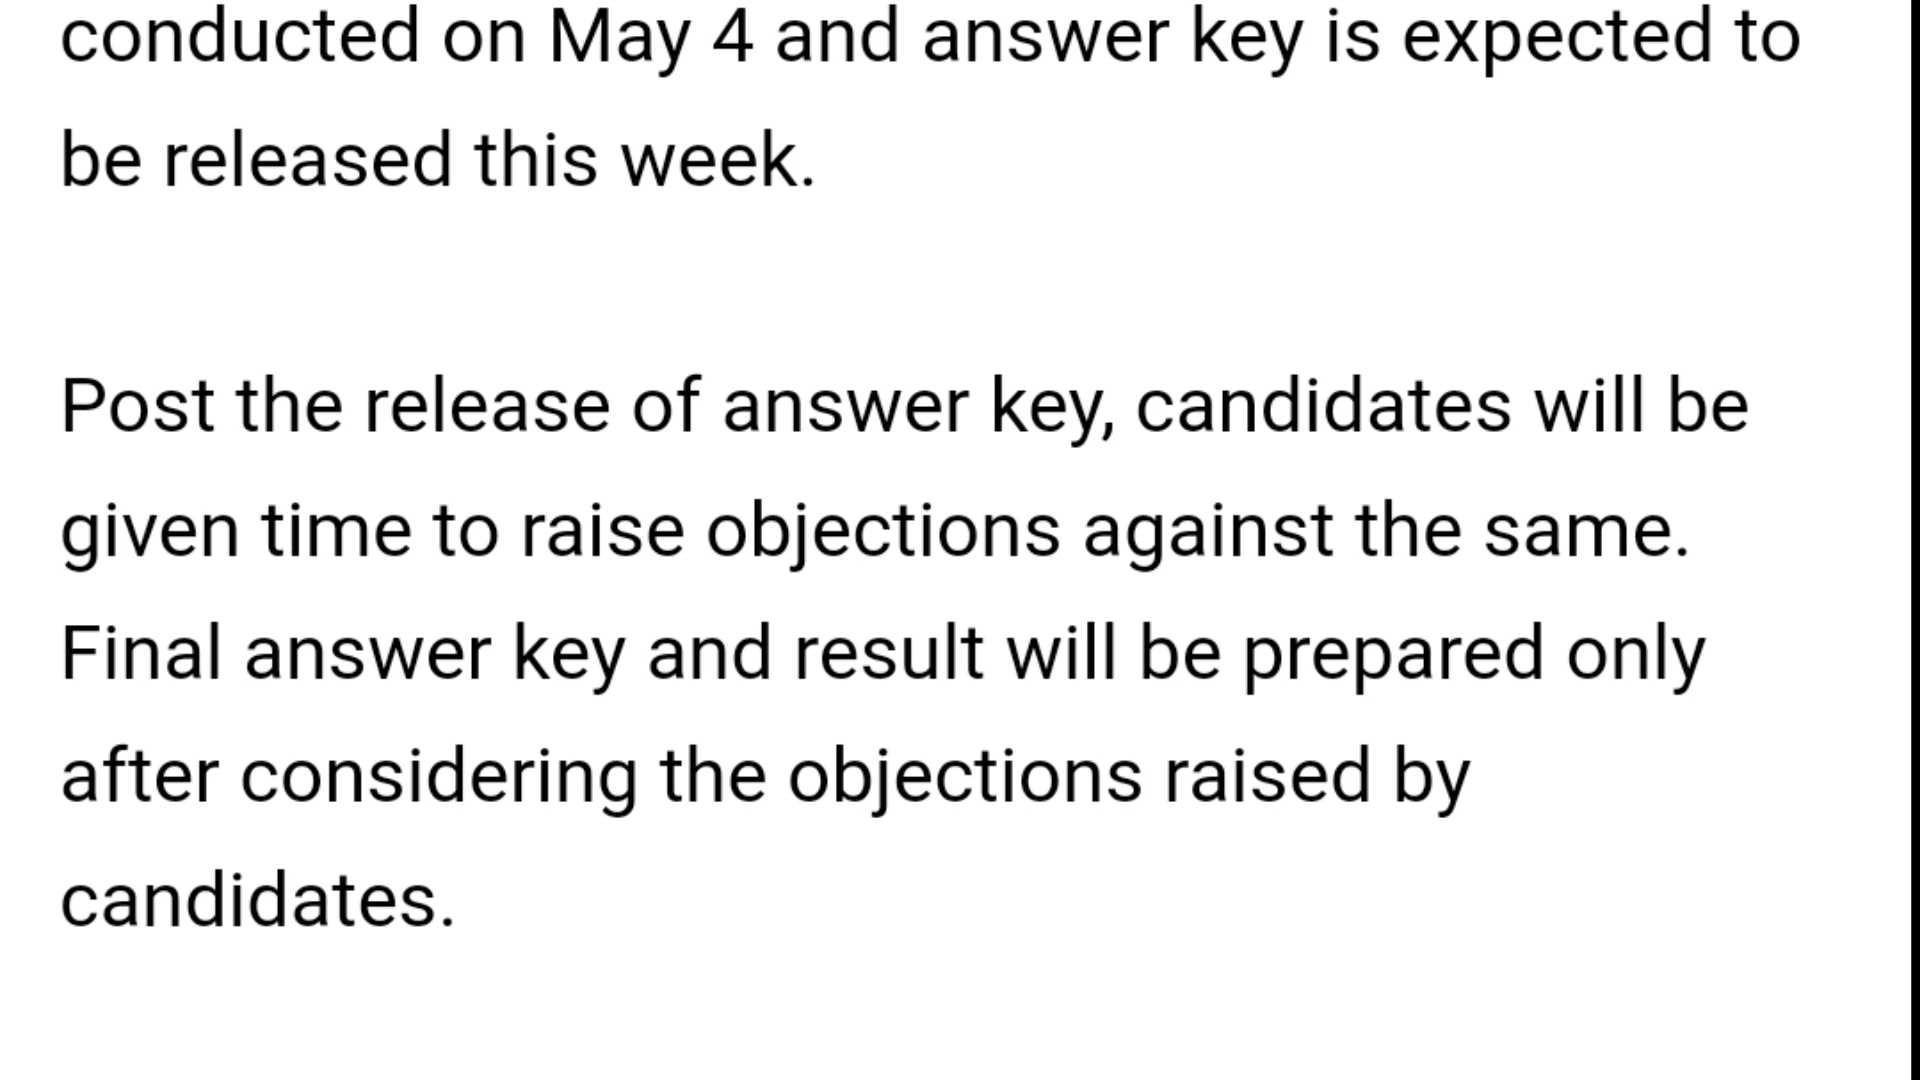 conducted on May 4 and answer key is expected to
be released this week.
Post the release of answer key, candidates will be
given time to raise objections against the same.
Final answer key and result will be prepared only
after considering the objections raised by
candidates.